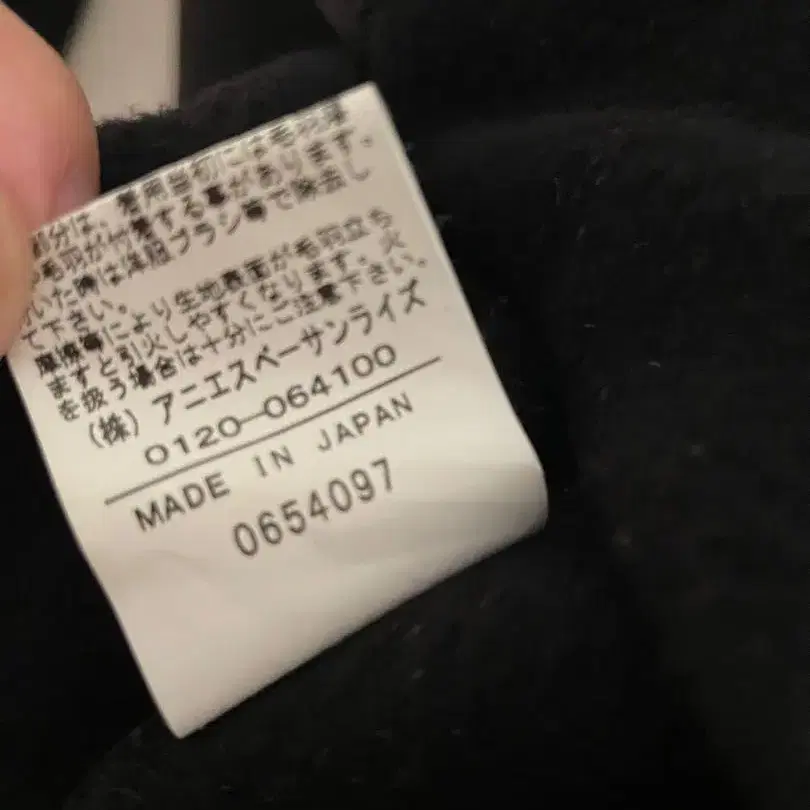 部分は、着用当初には毛羽
毛羽が付着する事があります。
いた時は洋服ブラシ等で除去し
て下さい。
摩擦等により生地表面が毛羽立ち
ますと引火しやすくなります。火
を扱う場合は十分にご注意下さい。
(株) アニエスベーサンライズ
0120-064100
MADE IN JAPAN
0654097